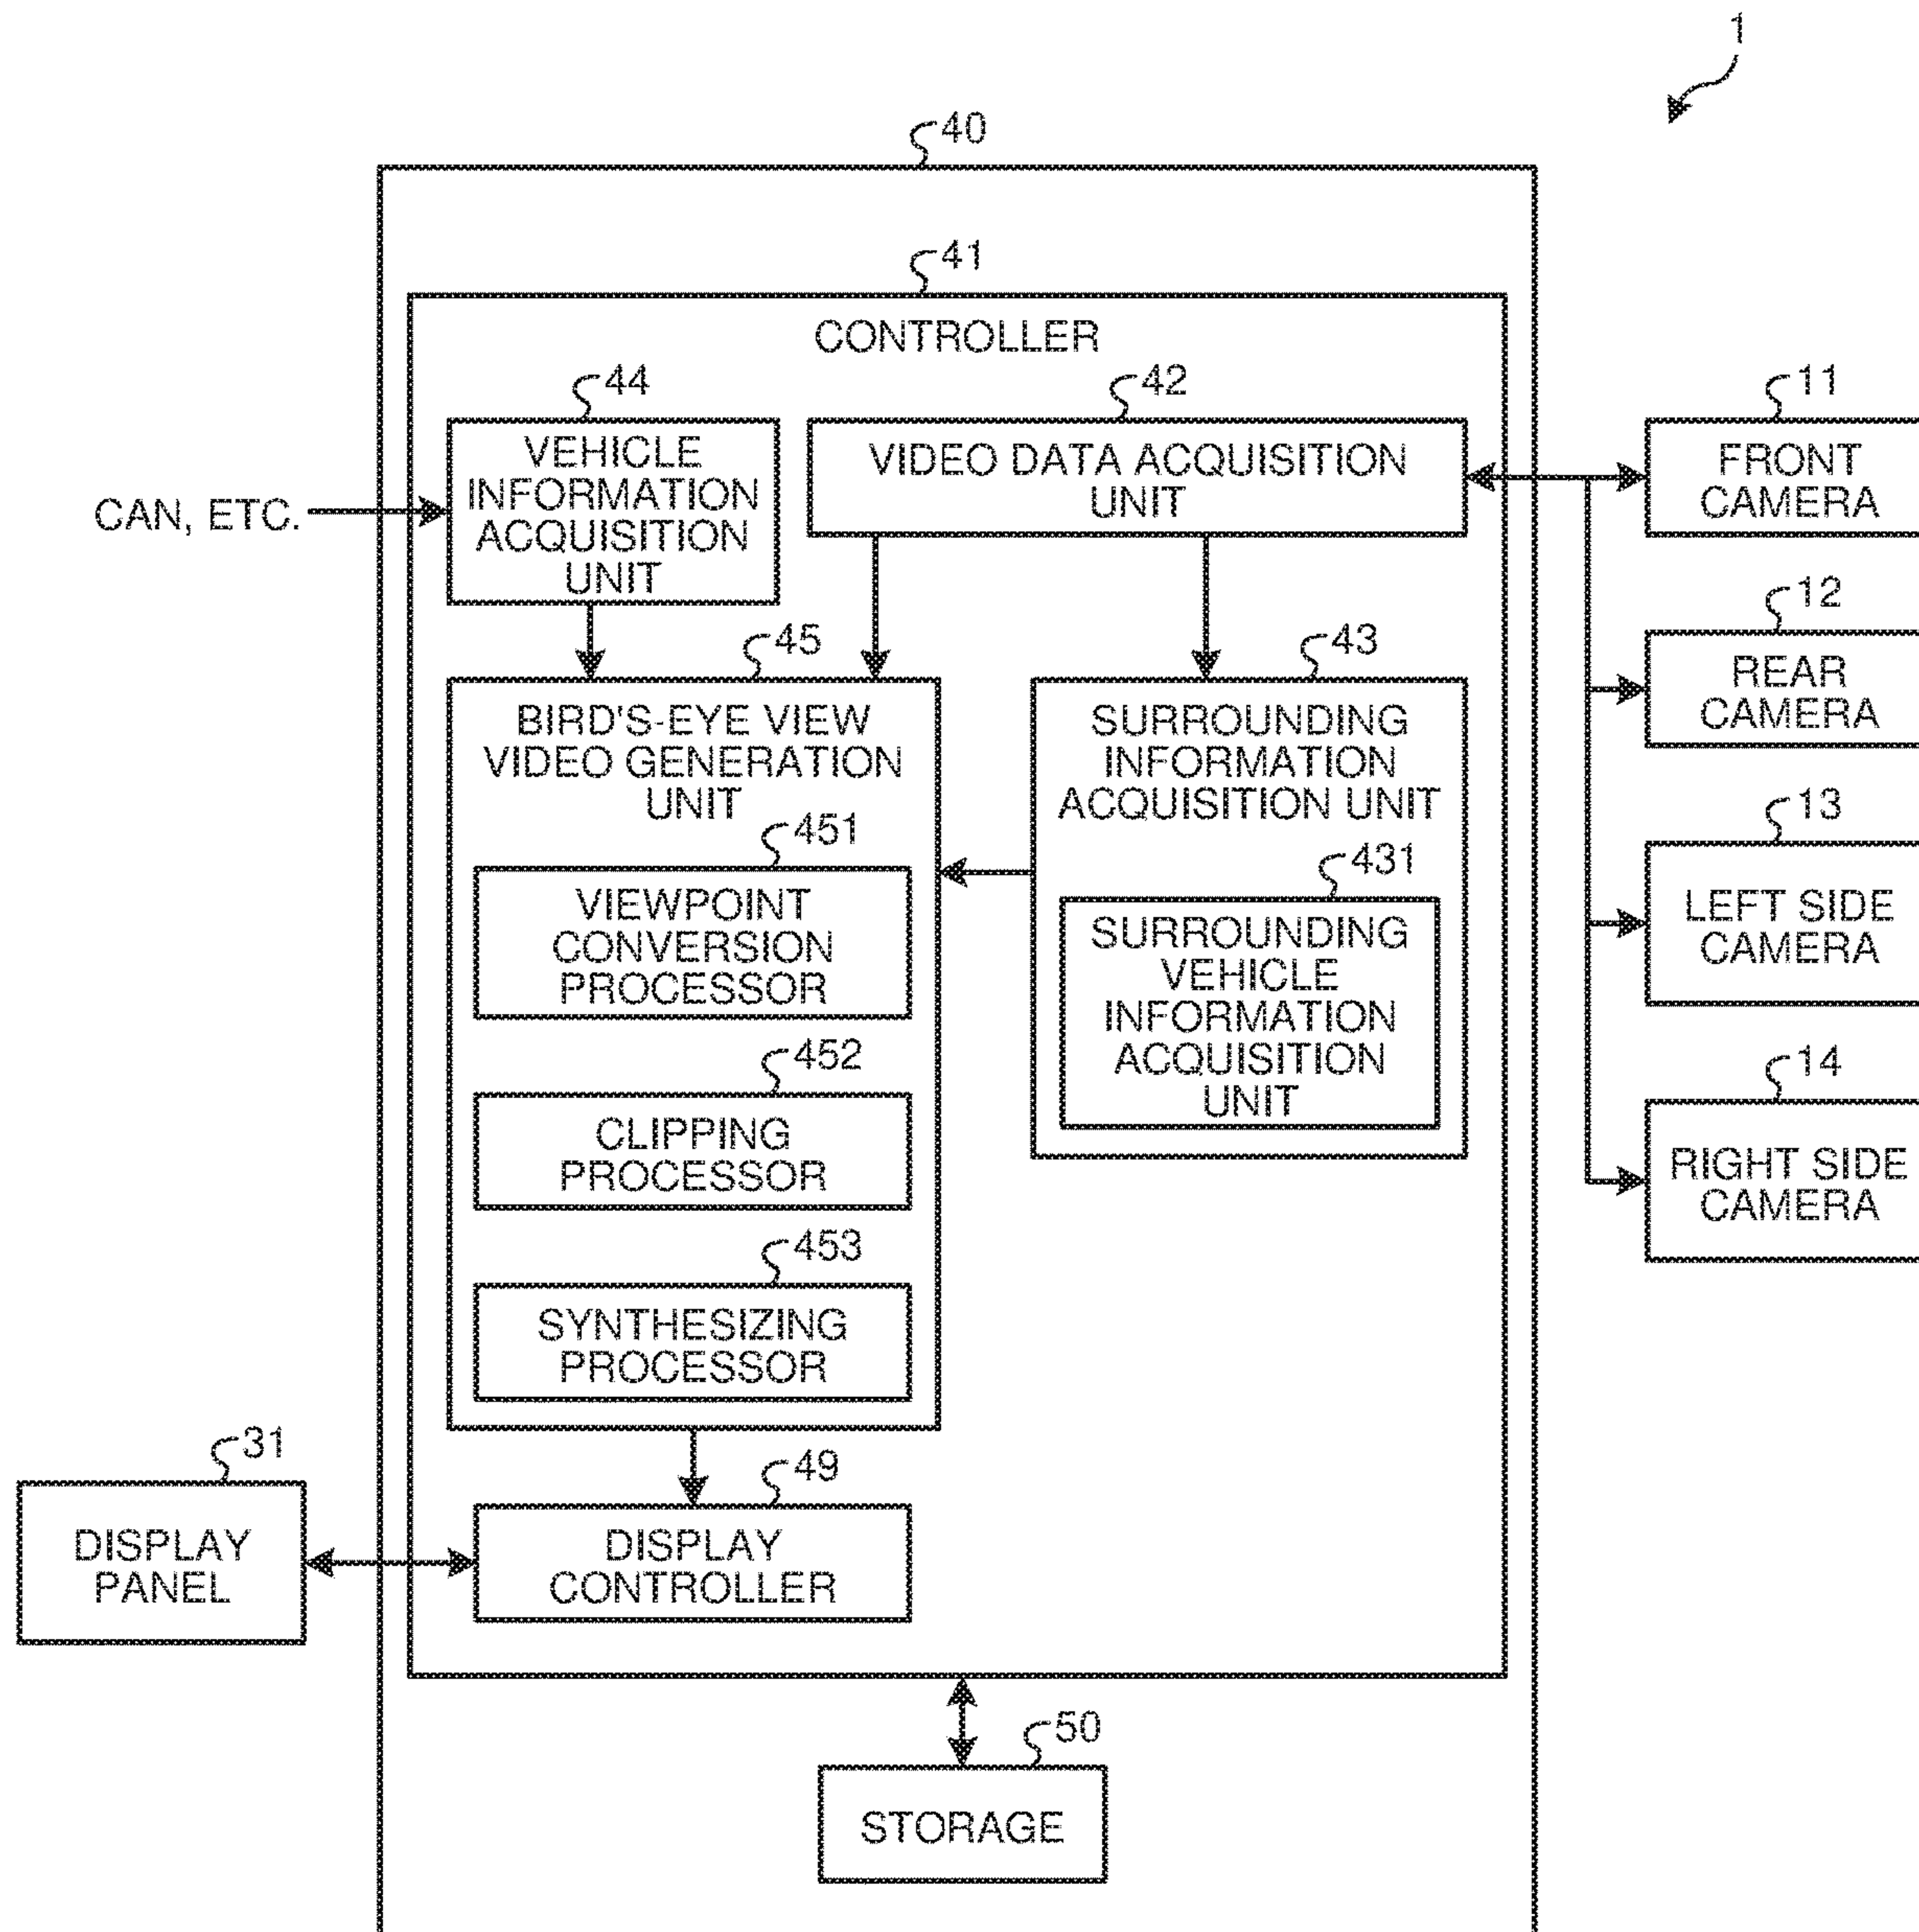 1
40
41
CONTROLLER
44
VEHICLE
INFORMATION
ACQUISITION
UNIT
42
VIDEO DATA ACQUISITION
UNIT
11
FRONT
CAMERA
CAN, ETC.
12
REAR
CAMERA
45
BIRD'S-EYE VIEW
VIDEO GENERATION
UNIT
43
SURROUNDING
INFORMATION
ACQUISITION UNIT
13
LEFT SIDE
CAMERA
451
VIEWPOINT
CONVERSION
PROCESSOR
431
SURROUNDING
VEHICLE
INFORMATION
ACQUISITION
UNIT
14
RIGHT SIDE
CAMERA
452
CLIPPING
PROCESSOR
453
SYNTHESIZING
PROCESSOR
31
DISPLAY
PANEL
49
DISPLAY
CONTROLLER
50
STORAGE